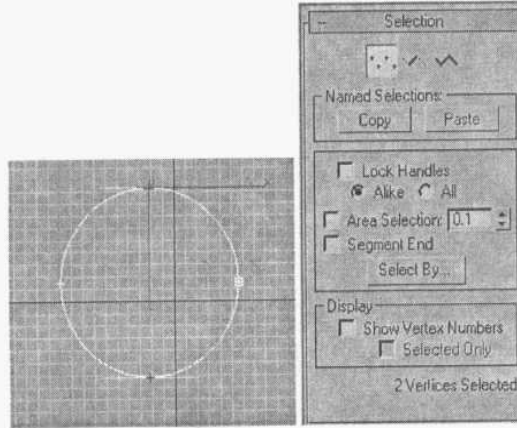 Selection
Named Selections:
Copy Paste
Lock Handles
Alike All
Area Selection: 0.1
Segment End
Select By...
Display
Show Vertex Numbers
Selected Only
2 Vertices Selected